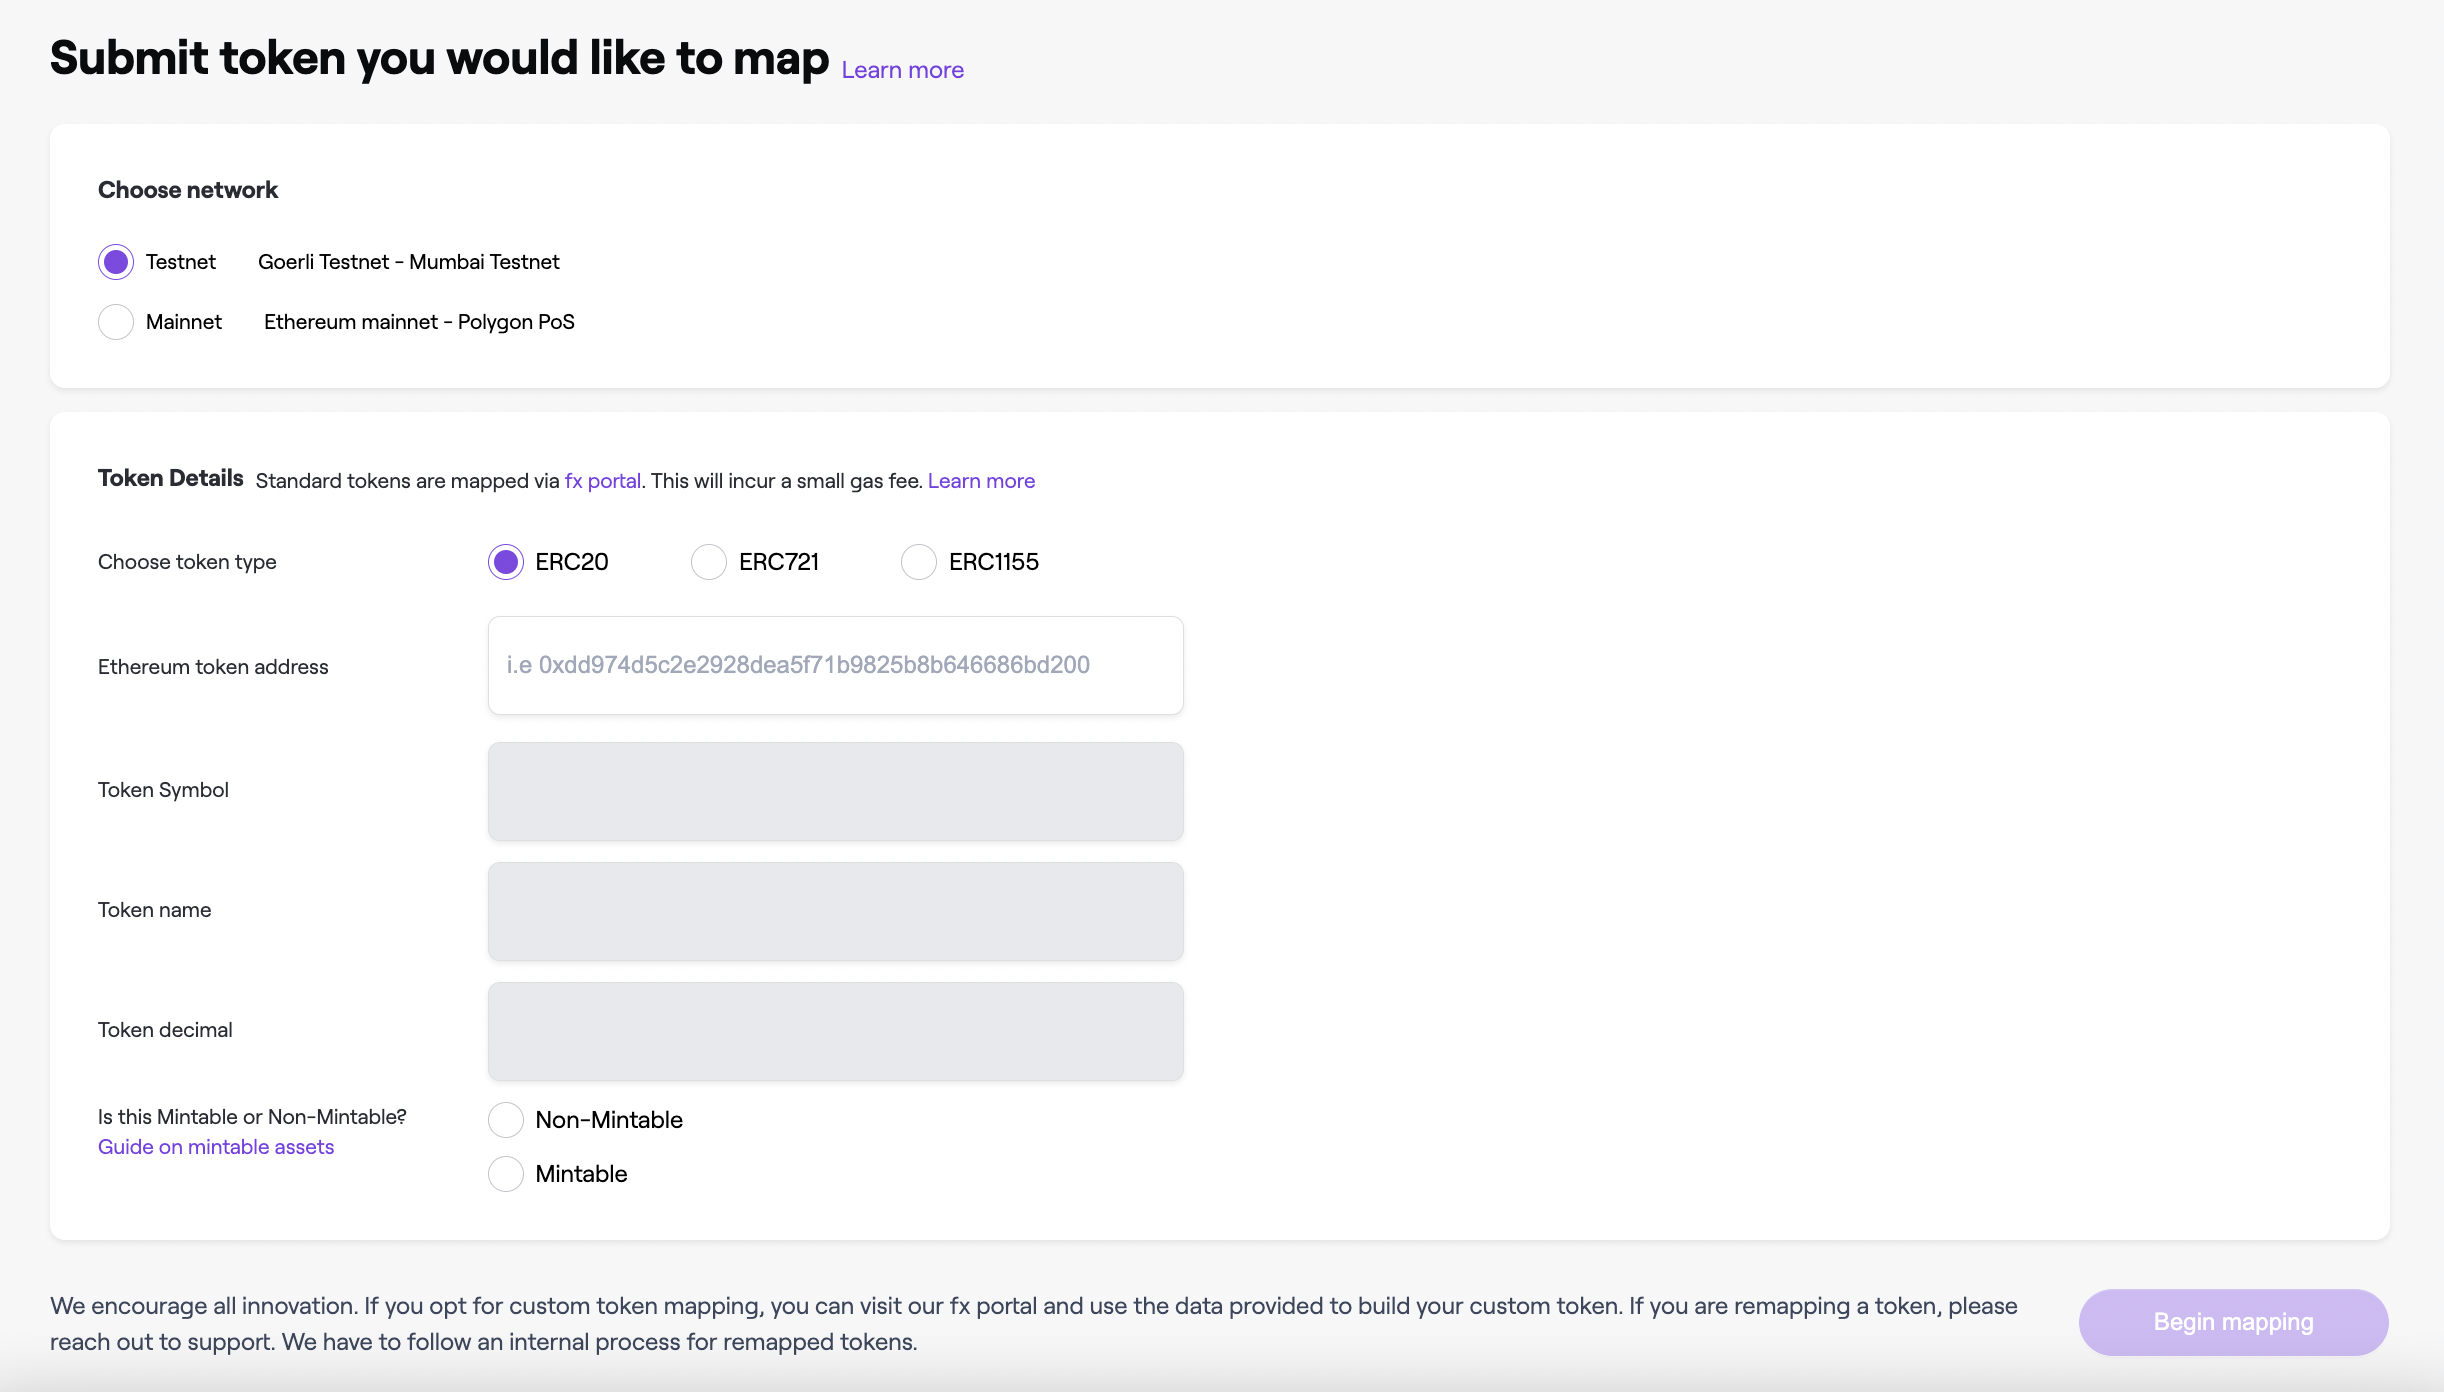 Submit token you would like to map Learn more
Choose network
Testnet Goerli Testnet - Mumbai Testnet
Mainnet Ethereum mainnet - Polygon PoS
Token Details Standard tokens are mapped via fx portal. This will incur a small gas fee. Learn more
Choose token type ERC20 ERC721 ERC1155
Ethereum token address i.e 0xdd974d5c2e2928dea5f71b9825b8b646686bd200
Token Symbol
Token name
Token decimal
Is this Mintable or Non-Mintable? Non-Mintable
Guide on mintable assets
Mintable
We encourage all innovation. If you opt for custom token mapping, you can visit our fx portal and use the data provided to build your custom token. If you are remapping a token, please
reach out to support. We have to follow an internal process for remapped tokens.
Begin mapping